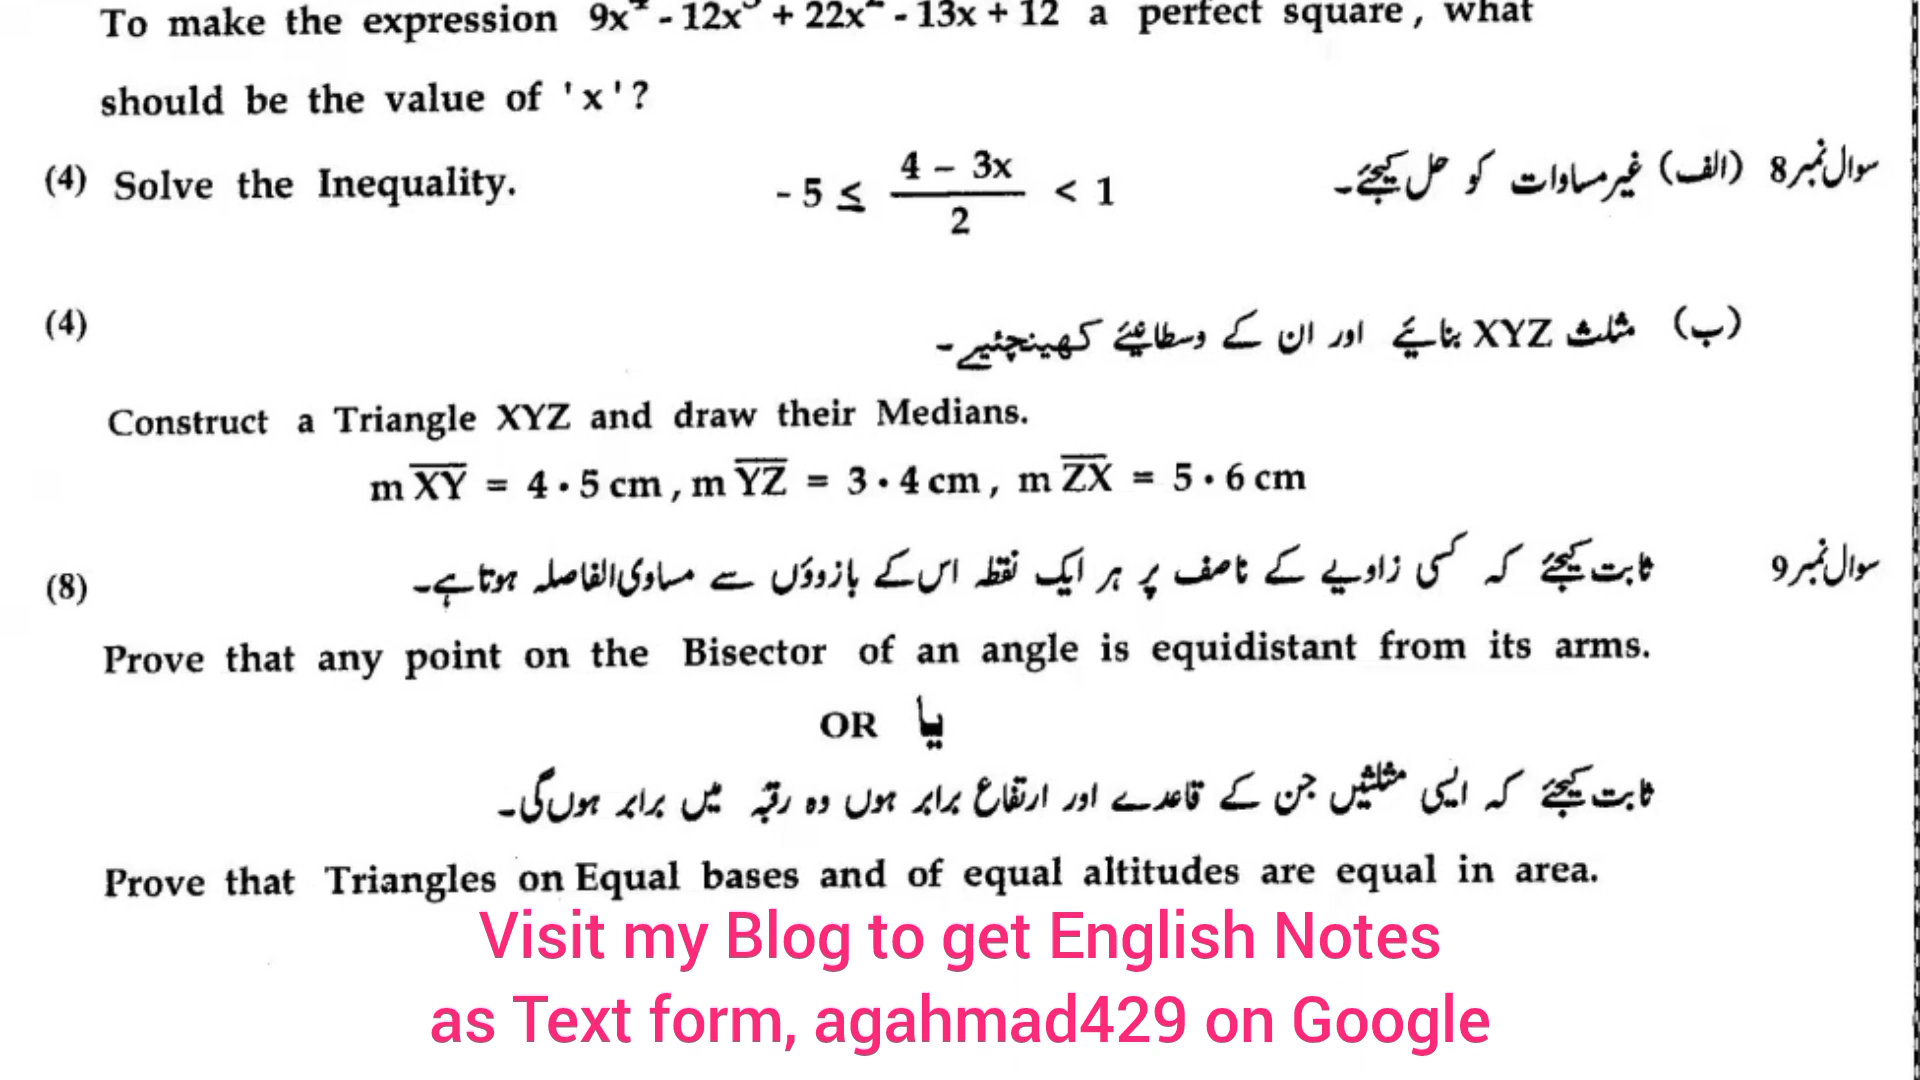 To make the expression 9x⁴ - 12x³ + 22x² - 13x + 12 a perfect square, what
should be the value of 'x'?
(4) Solve the Inequality. - 5 ≤ (4 – 3x)/2 < 1 سوال نمبر 8 (الف) غیر مساوات کو حل کیجئے۔
(4) (ب) مثلث XYZ بنائیے اور ان کے وسطانیئے کھینچئیے۔
Construct a Triangle XYZ and draw their Medians.
m X̅Y̅ = 4·5 cm, m Y̅Z̅ = 3·4 cm, m Z̅X̅ = 5·6 cm
(8) سوال نمبر 9 ثابت کیجئے کہ کسی زاویے کے ناصف پر ہر ایک نقطہ اس کے بازوؤں سے مساوی الفاصلہ ہوتا ہے۔
Prove that any point on the Bisector of an angle is equidistant from its arms.
OR یا
ثابت کیجئے کہ ایسی مثلثیں جن کے قاعدے اور ارتفاع برابر ہوں وہ رقبہ میں برابر ہوں گی۔
Prove that Triangles on Equal bases and of equal altitudes are equal in area.
Visit my Blog to get English Notes
as Text form, agahmad429 on Google